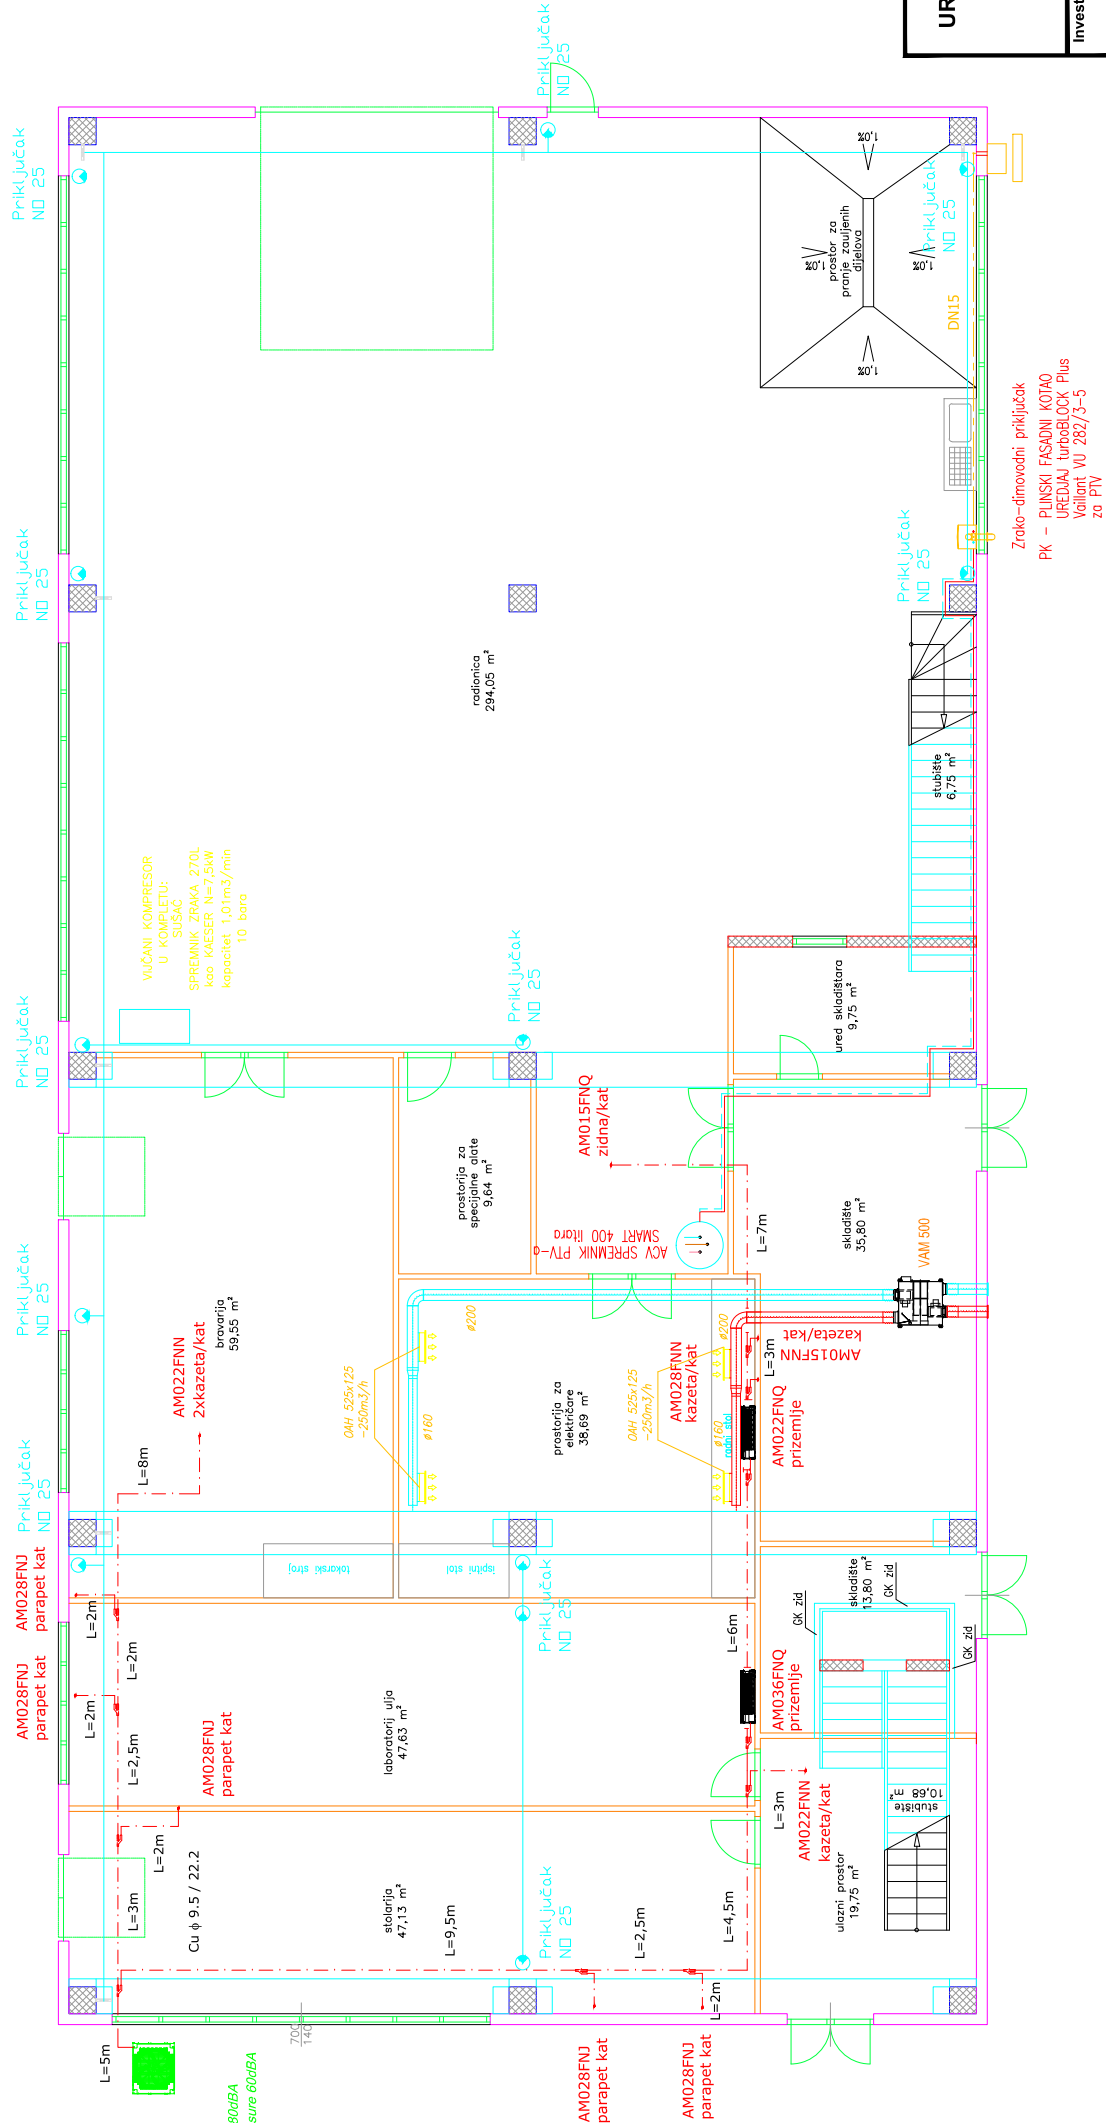 UR
Invest
Priključak
NO 25
Priključak
NO 25
Priključak
NO 25
Priključak
NO 25
Priključak
NO 25
Priključak
NO 25
Priključak
NO 25
Priključak
NO 25
Priključak
NO 25
Priključak
NO 25
Priključak
NO 25
prostor za
pranje zauljenih
dijelova
1,0%
1,0%
1,0%
1,0%
DN15
Zrako-dimovodni priključak
PK - PLINSKI FASADNI KOTAO
UREDJAJ turboBLOCK Plus
Vaillant VU 282/3-5
za PTV
radionica
294,05 m²
stubište
6,75 m²
VIJČANI KOMPRESOR
U KOMPLETU:
SUŠAČ
SPREMNIK ZRAKA 270L
kao KAESER N=7,5kW
kapacitet 1,01m3/min
10 bara
ured skladištara
9,75 m²
AM015FNQ
zidna/kat
prostorija za
specijalne alate
9,64 m²
ACV SPREMNIK PTV-a
SMART 400 litara
L=7m
skladište
35,80 m²
VAM 500
bravarija
59,55 m²
AM022FNN
2xkazeta/kat
L=8m
OAH 525x125
-250m3/h
ø200
ø160
prostorija za
električare
38,69 m²
OAH 525x125
-250m3/h
ø200
ø160
radni stol
AM028FNN
kazeta/kat
L=3m
AM015FNN
kazeta/kat
AM022FNQ
prizemlje
tokarski stroj
ispitni stol
AM028FNJ
parapet kat
L=2m
L=2m
AM028FNJ
parapet kat
L=2m
L=2,5m
AM028FNJ
parapet kat
L=2m
L=3m
Cu ϕ 9.5 / 22.2
laboratorij ulja
47,63 m²
L=6m
AM036FNQ
prizemlje
GK zid
skladište
13,80 m²
GK zid
GK zid
stubište
10,68 m²
L=3m
AM022FNN
kazeta/kat
ulazni prostor
19,75 m²
stolarija
47,13 m²
L=9,5m
L=2,5m
L=4,5m
L=2m
700
140
L=5m
80dBA
sure 60dBA
AM028FNJ
parapet kat
AM028FNJ
parapet kat